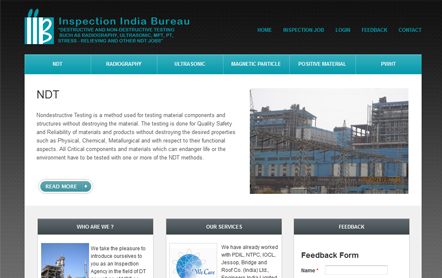 Inspection India Bureau
"DESTRUCTIVE AND NON-DESTRUCTIVE TESTING
SUCH AS RADIOGRAPHY, ULTRASONIC, MPT, PT,
STRESS -RELIEVING AND OTHER NDT JOBS"
HOME INSPECTION JOB LOGIN FEEDBACK CONTACT
NDT RADIOGRAPHY ULTRASONIC MAGNETIC PARTICLE POSITIVE MATERIAL PWHT
NDT
Nondestructive Testing is a method used for testing material components and
structures without destroying the material. The testing is done for Quality Safety
and Reliability of materials and products without destroying the desired properties
such as Physical, Chemical, Metallurgical and with respect to their functional
aspects. All Critical components and materials which can endanger life or the
environment have to be tested with one or more of the NDT methods.
READ MORE
WHO ARE WE ?
We take the pleasure to
introduce ourselves to
you as an Inspection
Agency in the field of DT
OUR SERVICES
We Care
We have already worked
with PDIL, NTPC, IOCL,
Jessop, Bridge and
Roof Co. (India) Ltd.,
Engineers India Limited
FEEDBACK
Feedback Form
Name *